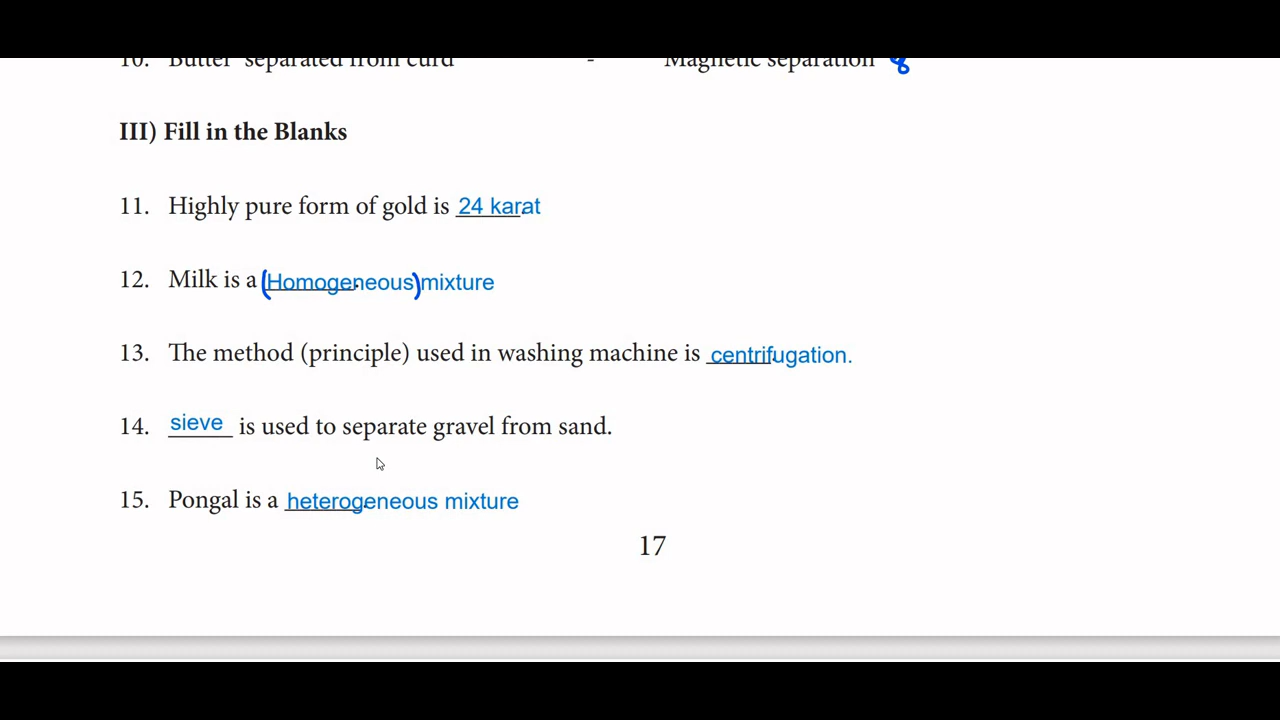 10. Butter separated from curd - Magnetic separation 8
III) Fill in the Blanks
11. Highly pure form of gold is 24 karat
12. Milk is a (Homogeneous) mixture
13. The method (principle) used in washing machine is centrifugation.
14. sieve is used to separate gravel from sand.
15. Pongal is a heterogeneous mixture
17